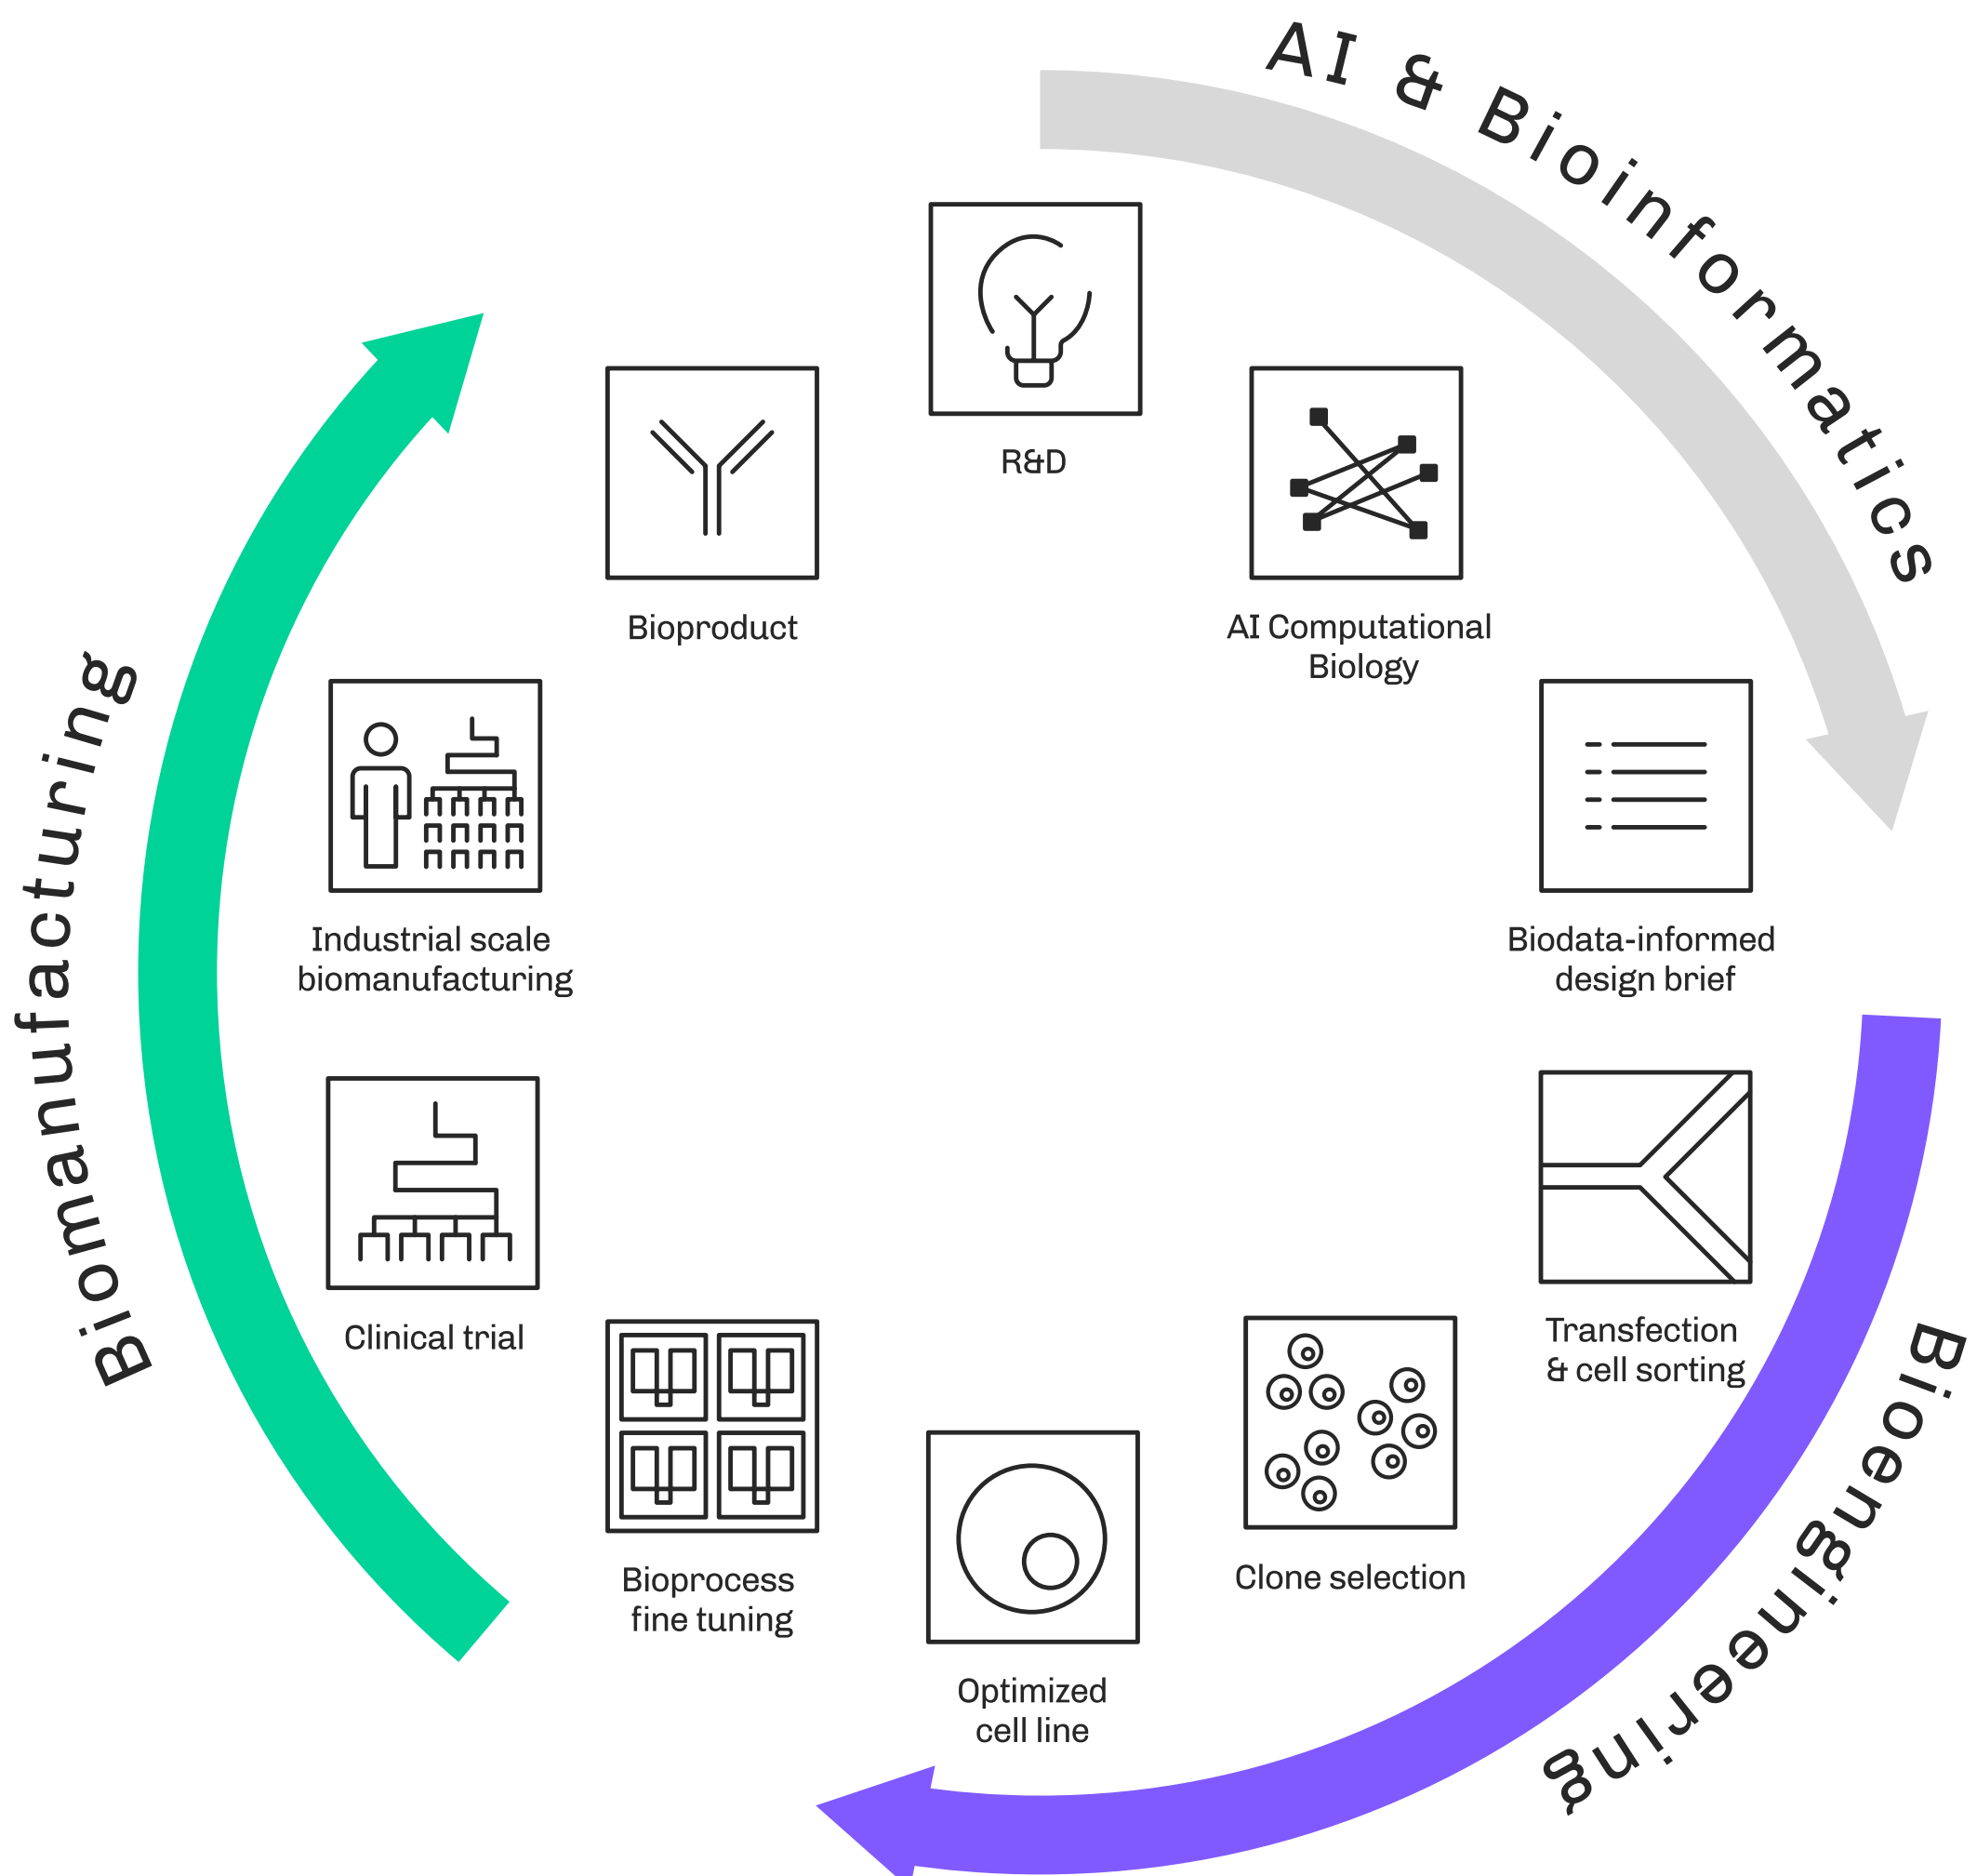 AI & Bioinformatics
R&D
AI Computational
Biology
Biodata-informed
design brief
Transfection
& cell sorting
Bioengineering
Clone selection
Optimized
cell line
Bioprocess
fine tuning
Clinical trial
Industrial scale
biomanufacturing
Biomanufacturing
Bioproduct